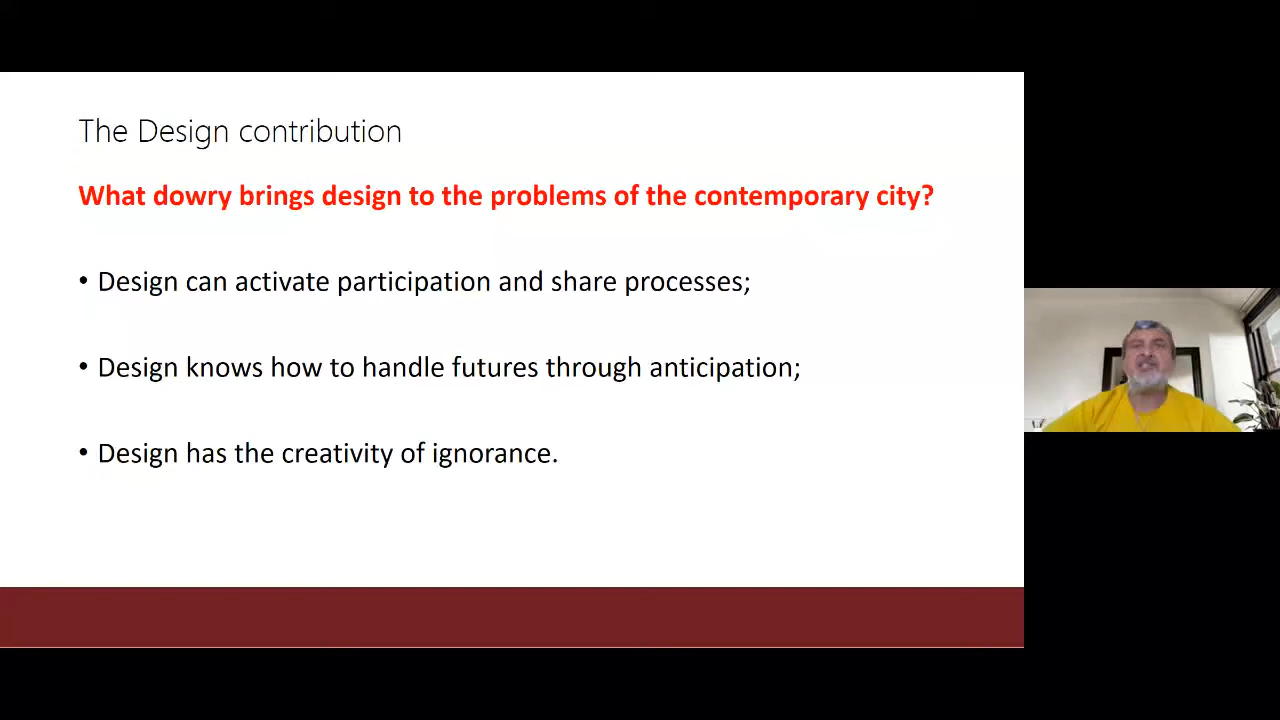 The Design contribution
What dowry brings design to the problems of the contemporary city?
• Design can activate participation and share processes;
• Design knows how to handle futures through anticipation;
• Design has the creativity of ignorance.